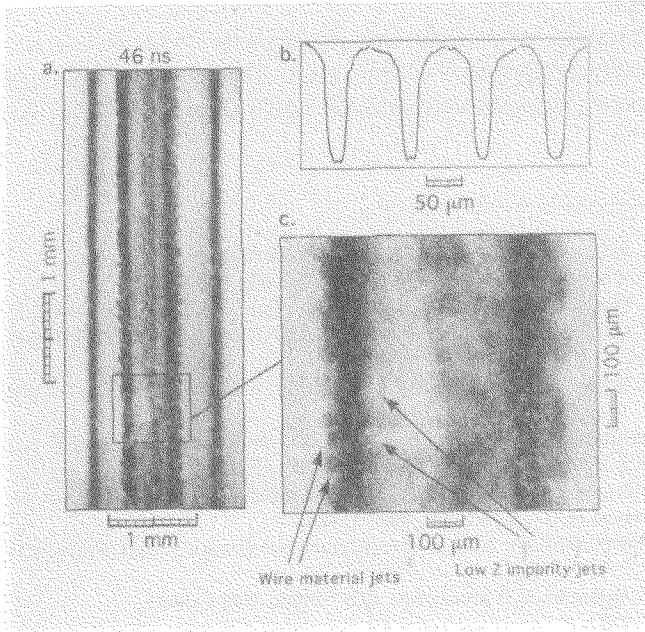 a.
46 ns
b.
50 μm
c.
1 mm
100 μm
1 mm
100 μm
Wire material jets
Low Z impurity jets